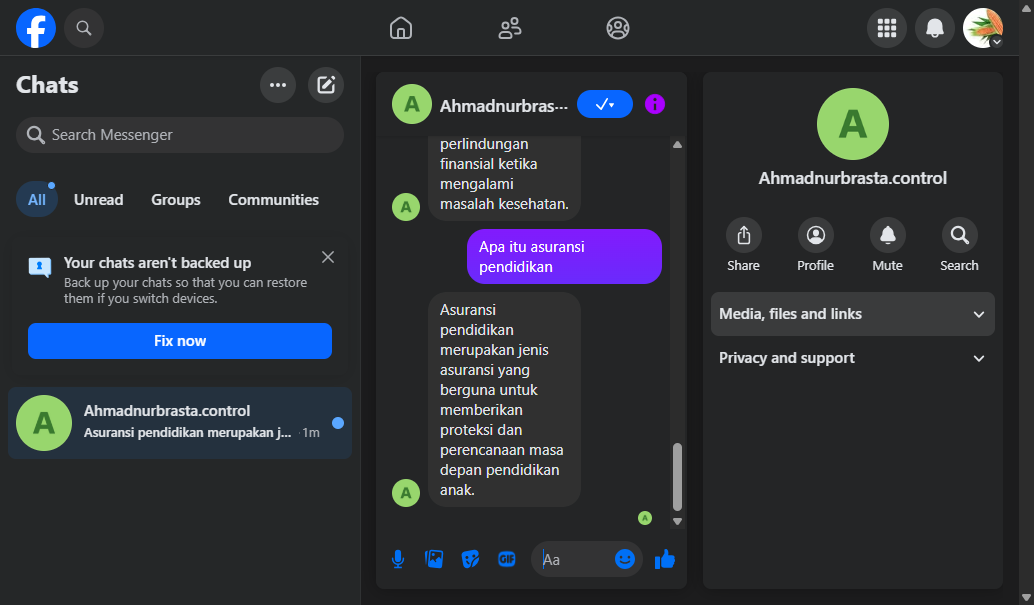 Chats
Search Messenger
All
Unread
Groups
Communities
Your chats aren't backed up
Back up your chats so that you can restore
them if you switch devices.
Fix now
A
Ahmadnurbrasta.control
Asuransi pendidikan merupakan j... · 1m
A
Ahmadnurbras...
perlindungan
finansial ketika
mengalami
masalah kesehatan.
A
Apa itu asuransi
pendidikan
Asuransi
pendidikan
merupakan jenis
asuransi yang
berguna untuk
memberikan
proteksi dan
perencanaan masa
depan pendidikan
anak.
A
A
GIF
Aa
A
Ahmadnurbrasta.control
Share
Profile
Mute
Search
Media, files and links
Privacy and support